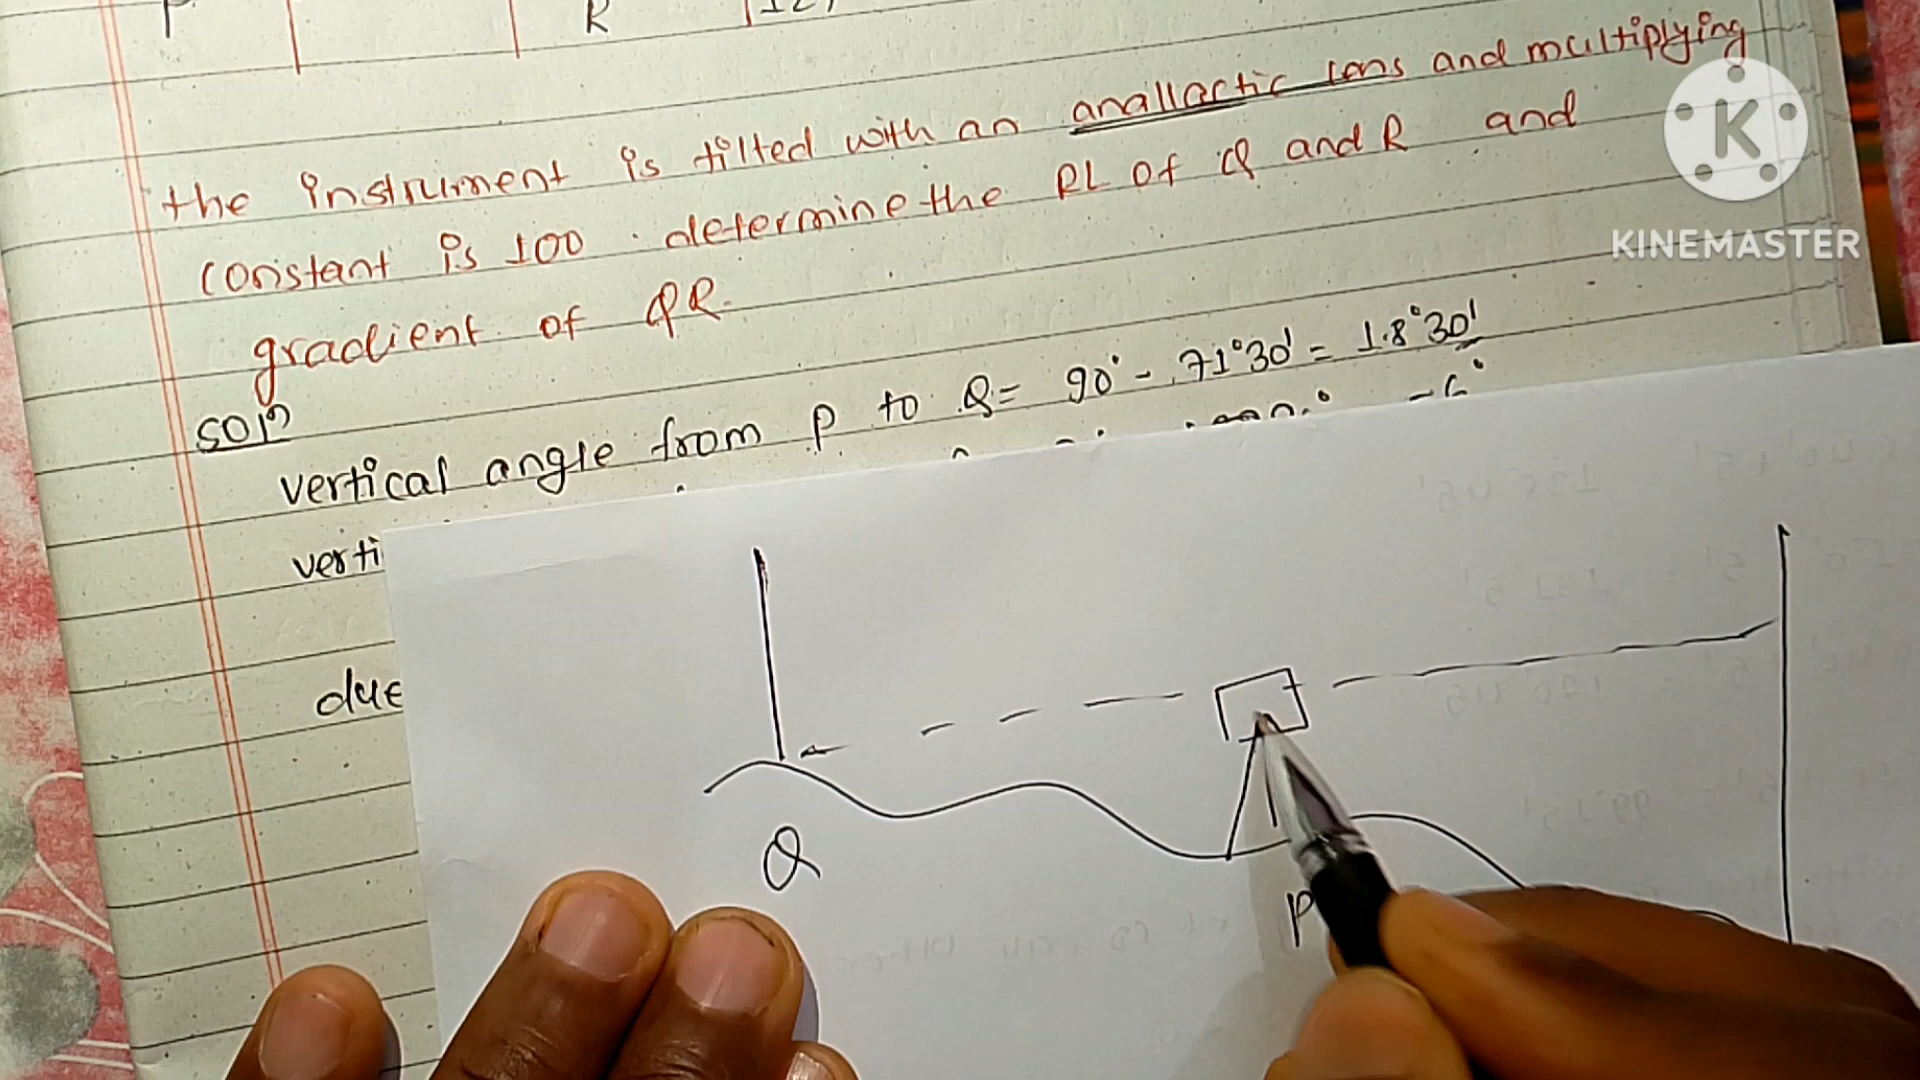 P R
the instrument is tilted with an anallactic lens and multiplying
constant is 100. determine the RL of Q and R and
gradient of QR.
K
KINEMASTER
Solⁿ
vertical angle from P to Q = 90° - 71°30' = 18°30'
verti
due
Q
P